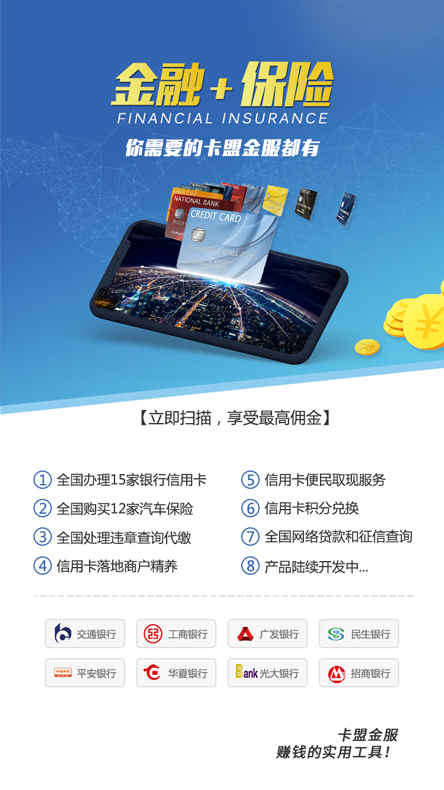 金融+保险
FINANCIAL INSURANCE
你需要的卡盟金服都有
NATIONAL BANK
CREDIT CARD
【立即扫描，享受最高佣金】
1 全国办理15家银行信用卡
2 全国购买12家汽车保险
3 全国处理违章查询代缴
4 信用卡落地商户精养
5 信用卡便民取现服务
6 信用卡积分兑换
7 全国网络贷款和征信查询
8 产品陆续开发中...
交通银行
工商银行
广发银行
民生银行
平安银行
华夏银行
Bank 光大银行
招商银行
卡盟金服
赚钱的实用工具！